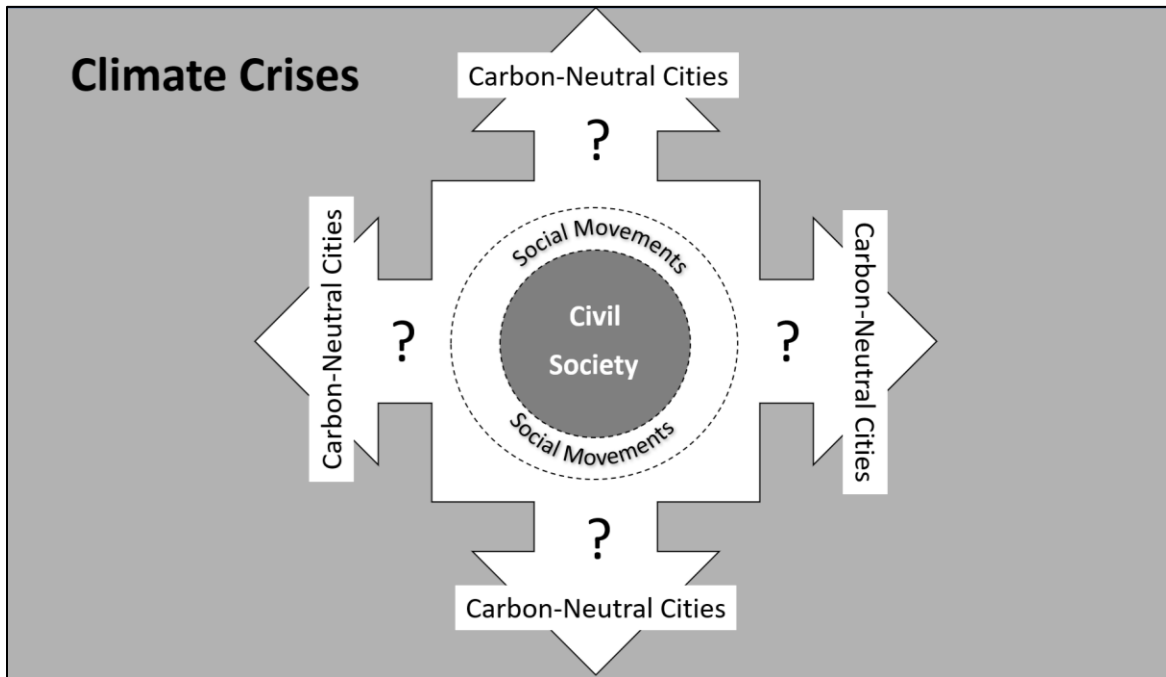 Climate Crises
Carbon-Neutral Cities
?
Social Movements
Carbon-Neutral Cities
?
Civil
Society
?
Carbon-Neutral Cities
Social Movements
?
Carbon-Neutral Cities